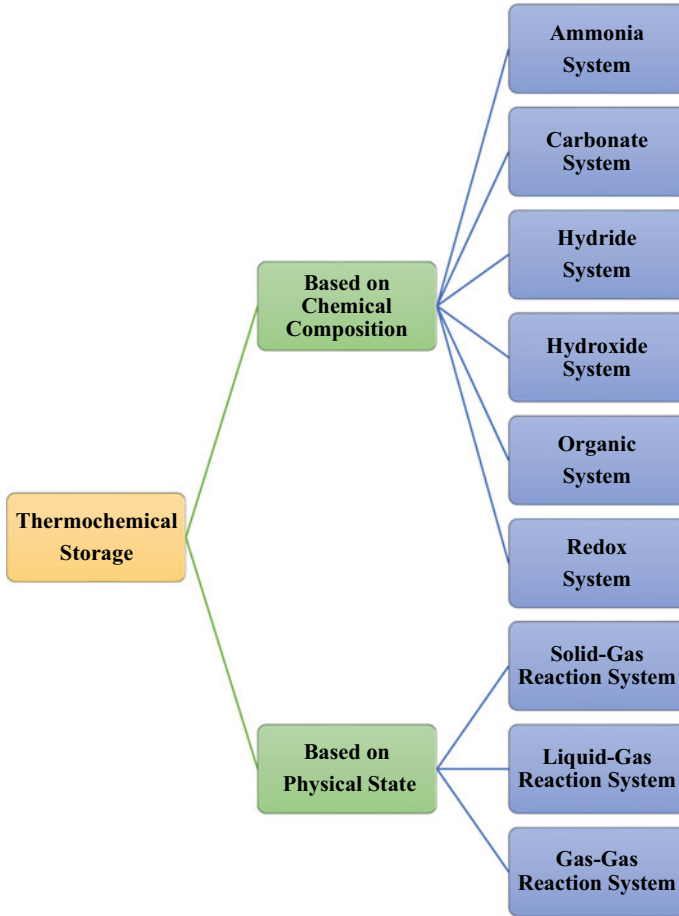 Ammonia
System
Carbonate
System
Hydride
System
Based on
Chemical
Composition
Hydroxide
System
Organic
System
Thermochemical
Storage
Redox
System
Solid-Gas
Reaction System
Based on
Physical State
Liquid-Gas
Reaction System
Gas-Gas
Reaction System